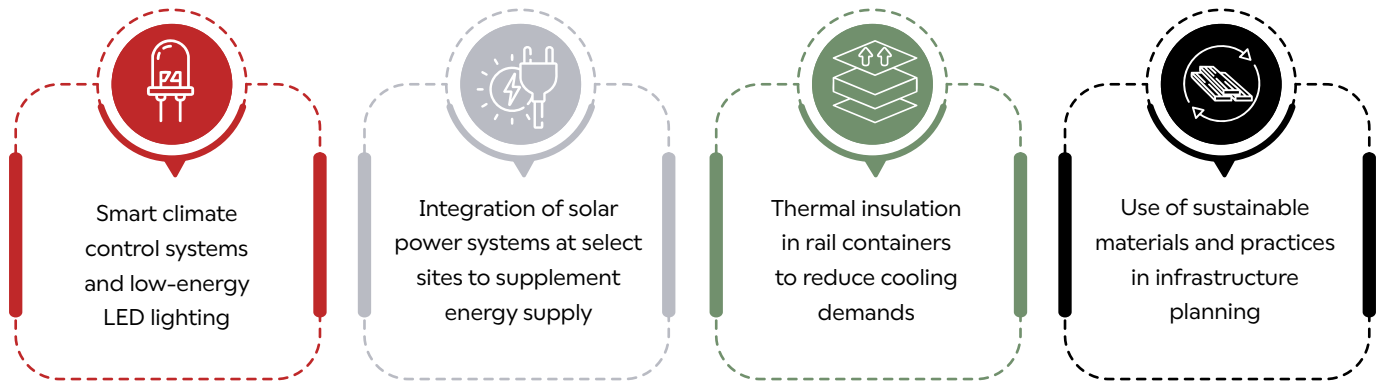 Smart climate
control systems
and low-energy
LED lighting
Integration of solar
power systems at select
sites to supplement
energy supply
Thermal insulation
in rail containers
to reduce cooling
demands
Use of sustainable
materials and practices
in infrastructure
planning